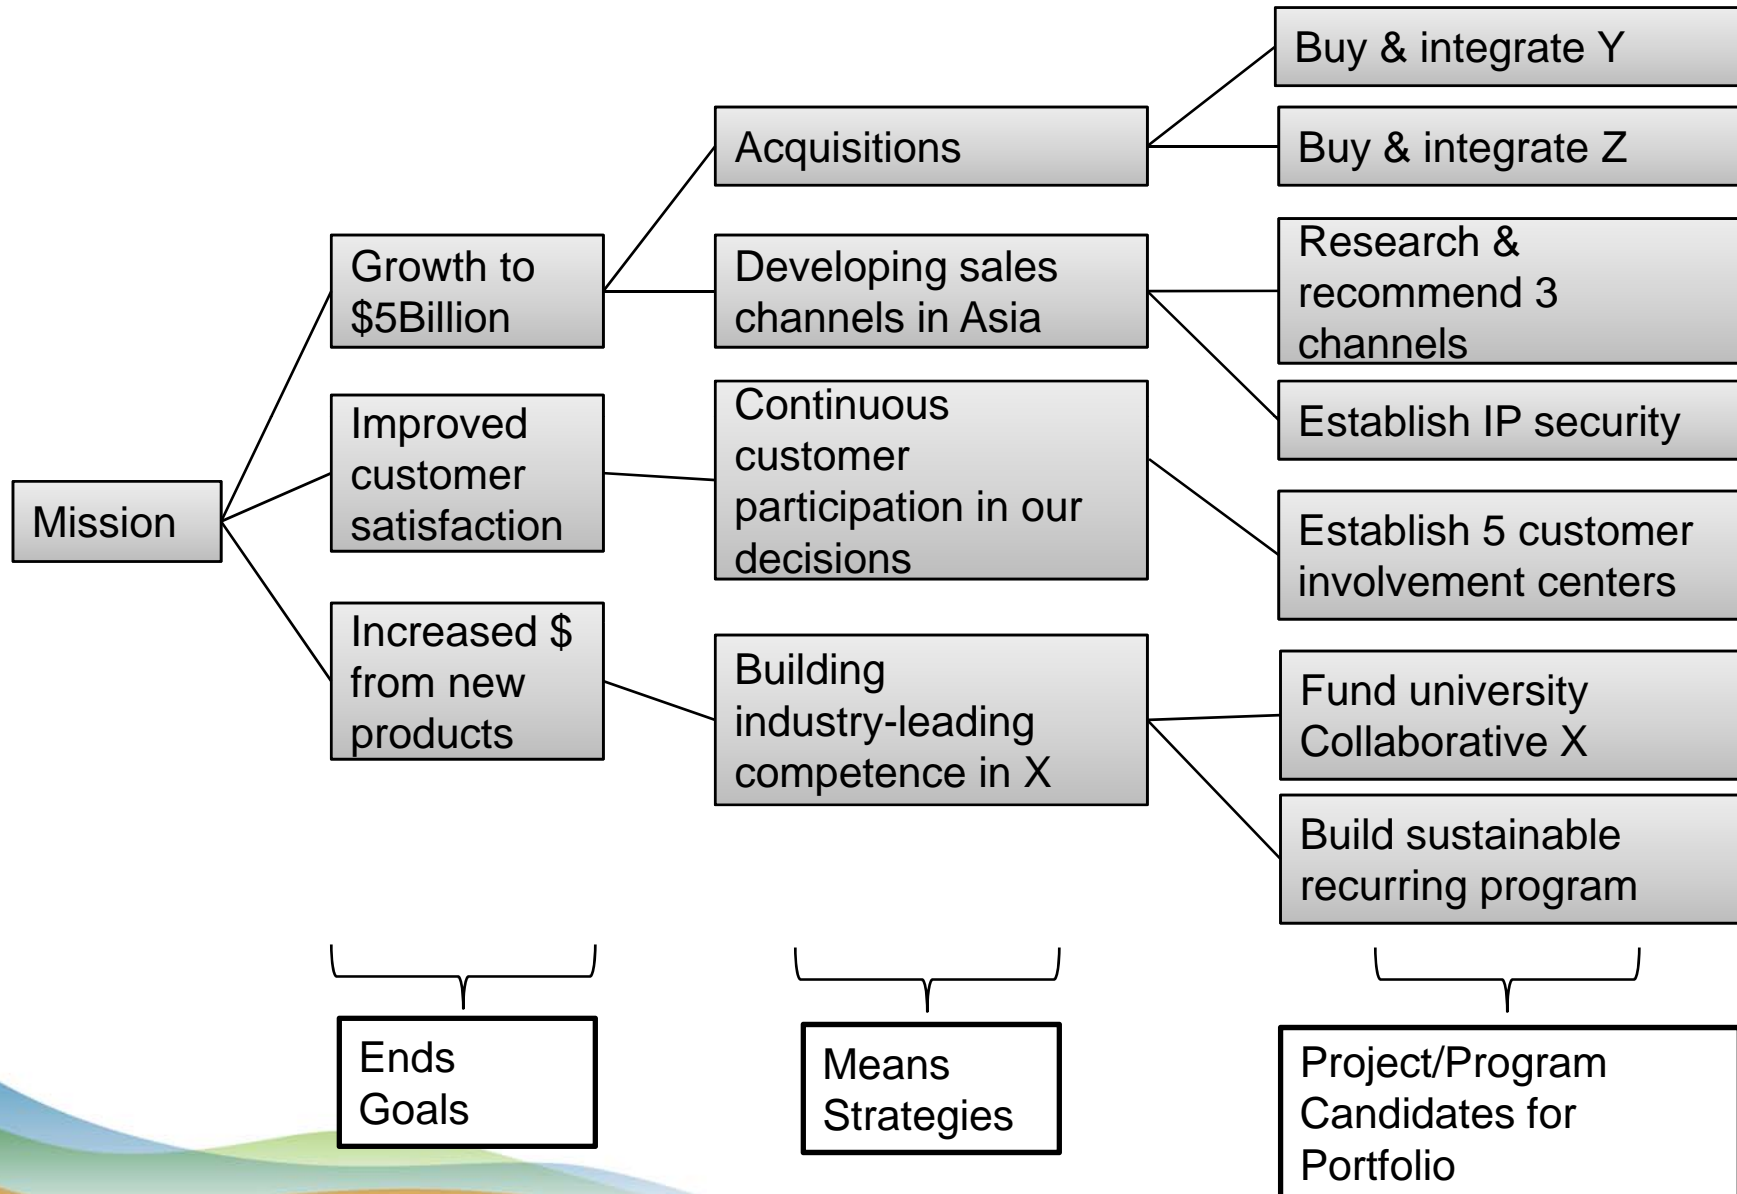 Mission
Growth to
$5Billion
Improved
customer
satisfaction
Increased $
from new
products
Acquisitions
Developing sales
channels in Asia
Continuous
customer
participation in our
decisions
Building
industry-leading
competence in X
Buy & integrate Y
Buy & integrate Z
Research &
recommend 3
channels
Establish IP security
Establish 5 customer
involvement centers
Fund university
Collaborative X
Build sustainable
recurring program
Ends
Goals
Means
Strategies
Project/Program
Candidates for
Portfolio